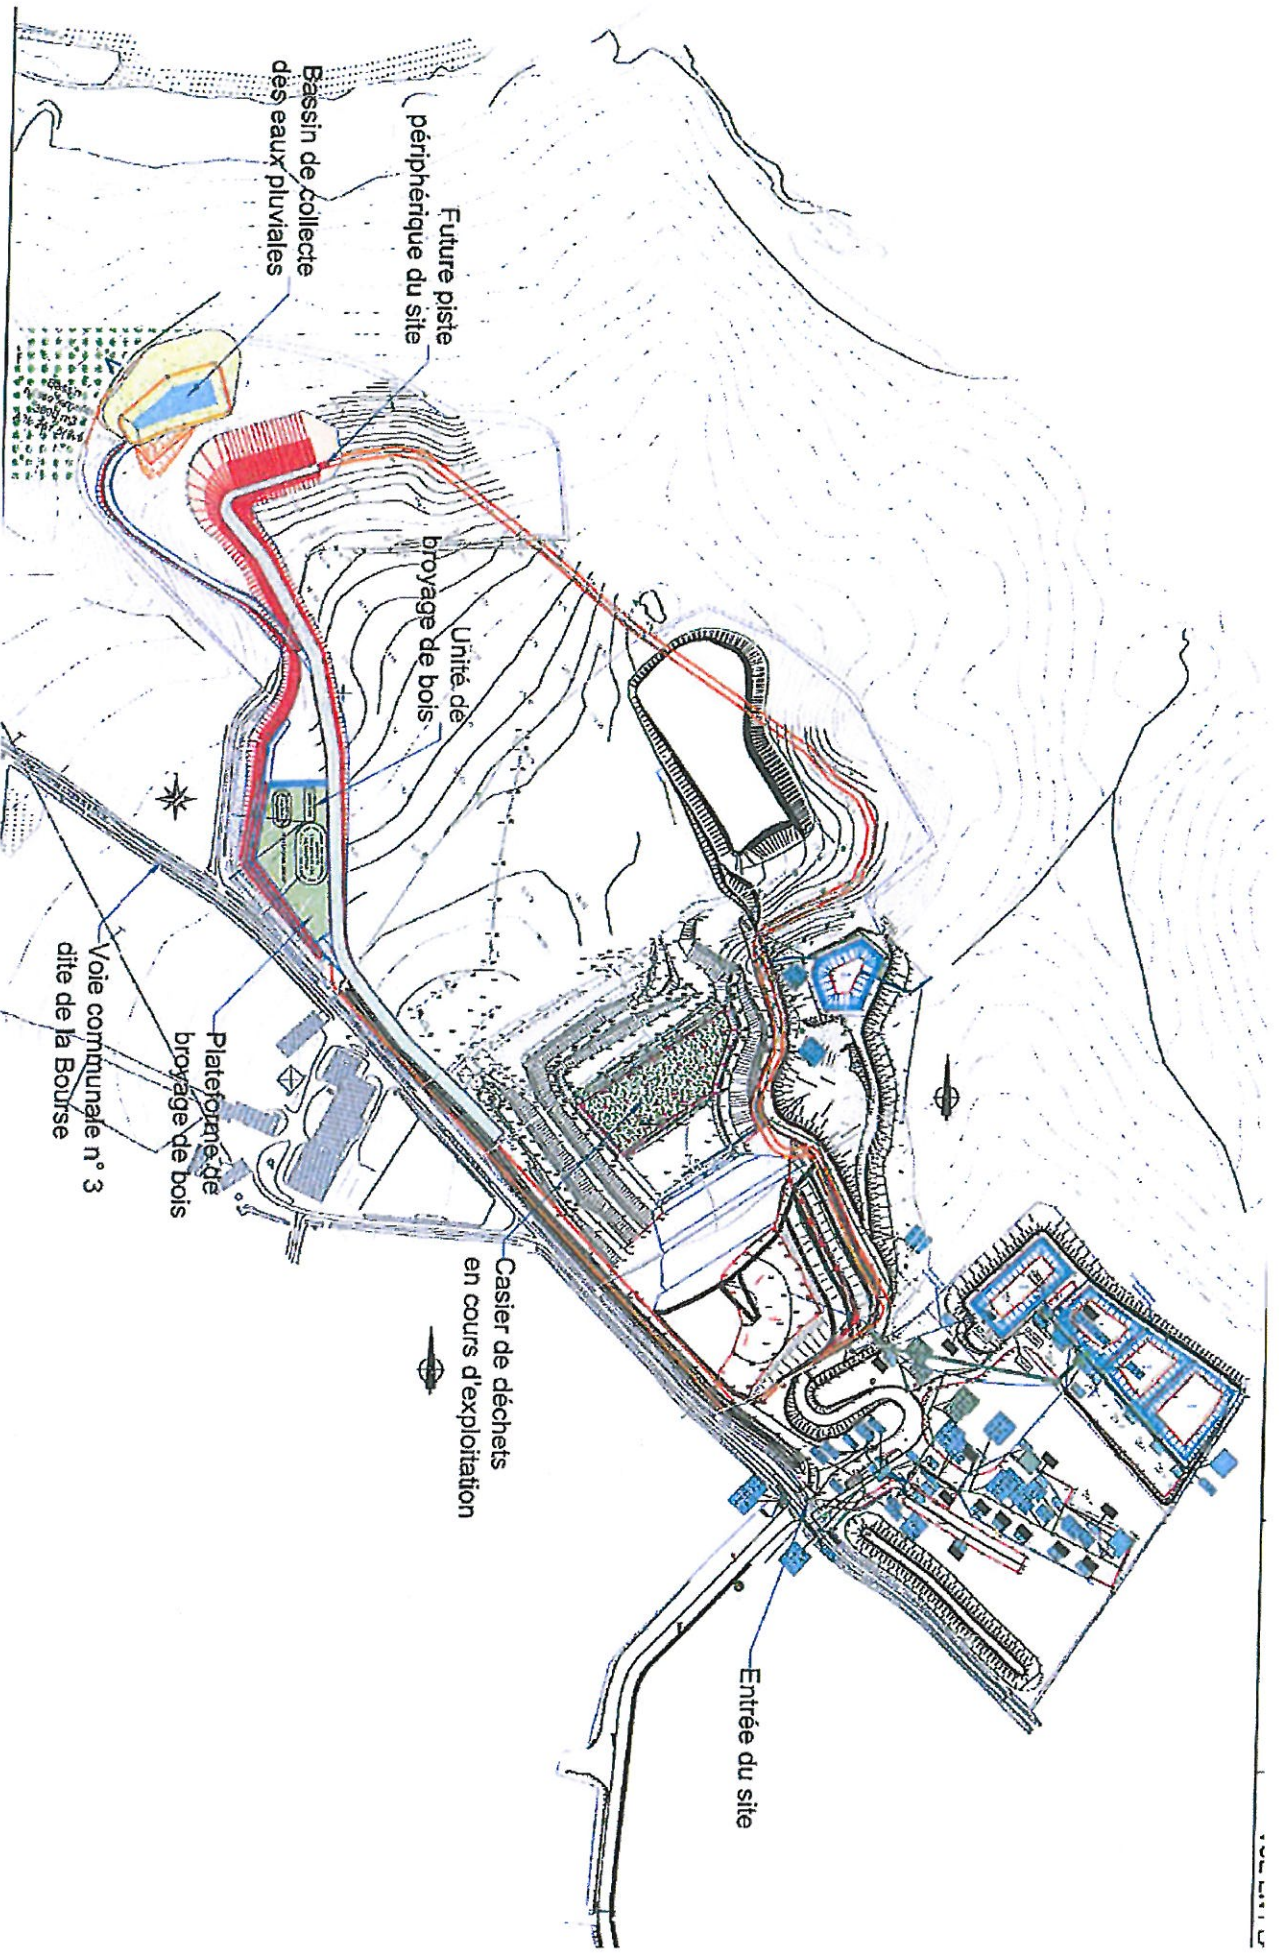 Bassin de collecte
des eaux pluviales
Future piste
périphérique du site
Unité de
broyage de bois
Voie communale n° 3
dite de la Bourse
Plateforme de
broyage de bois
Casier de déchets
en cours d'exploitation
Entrée du site